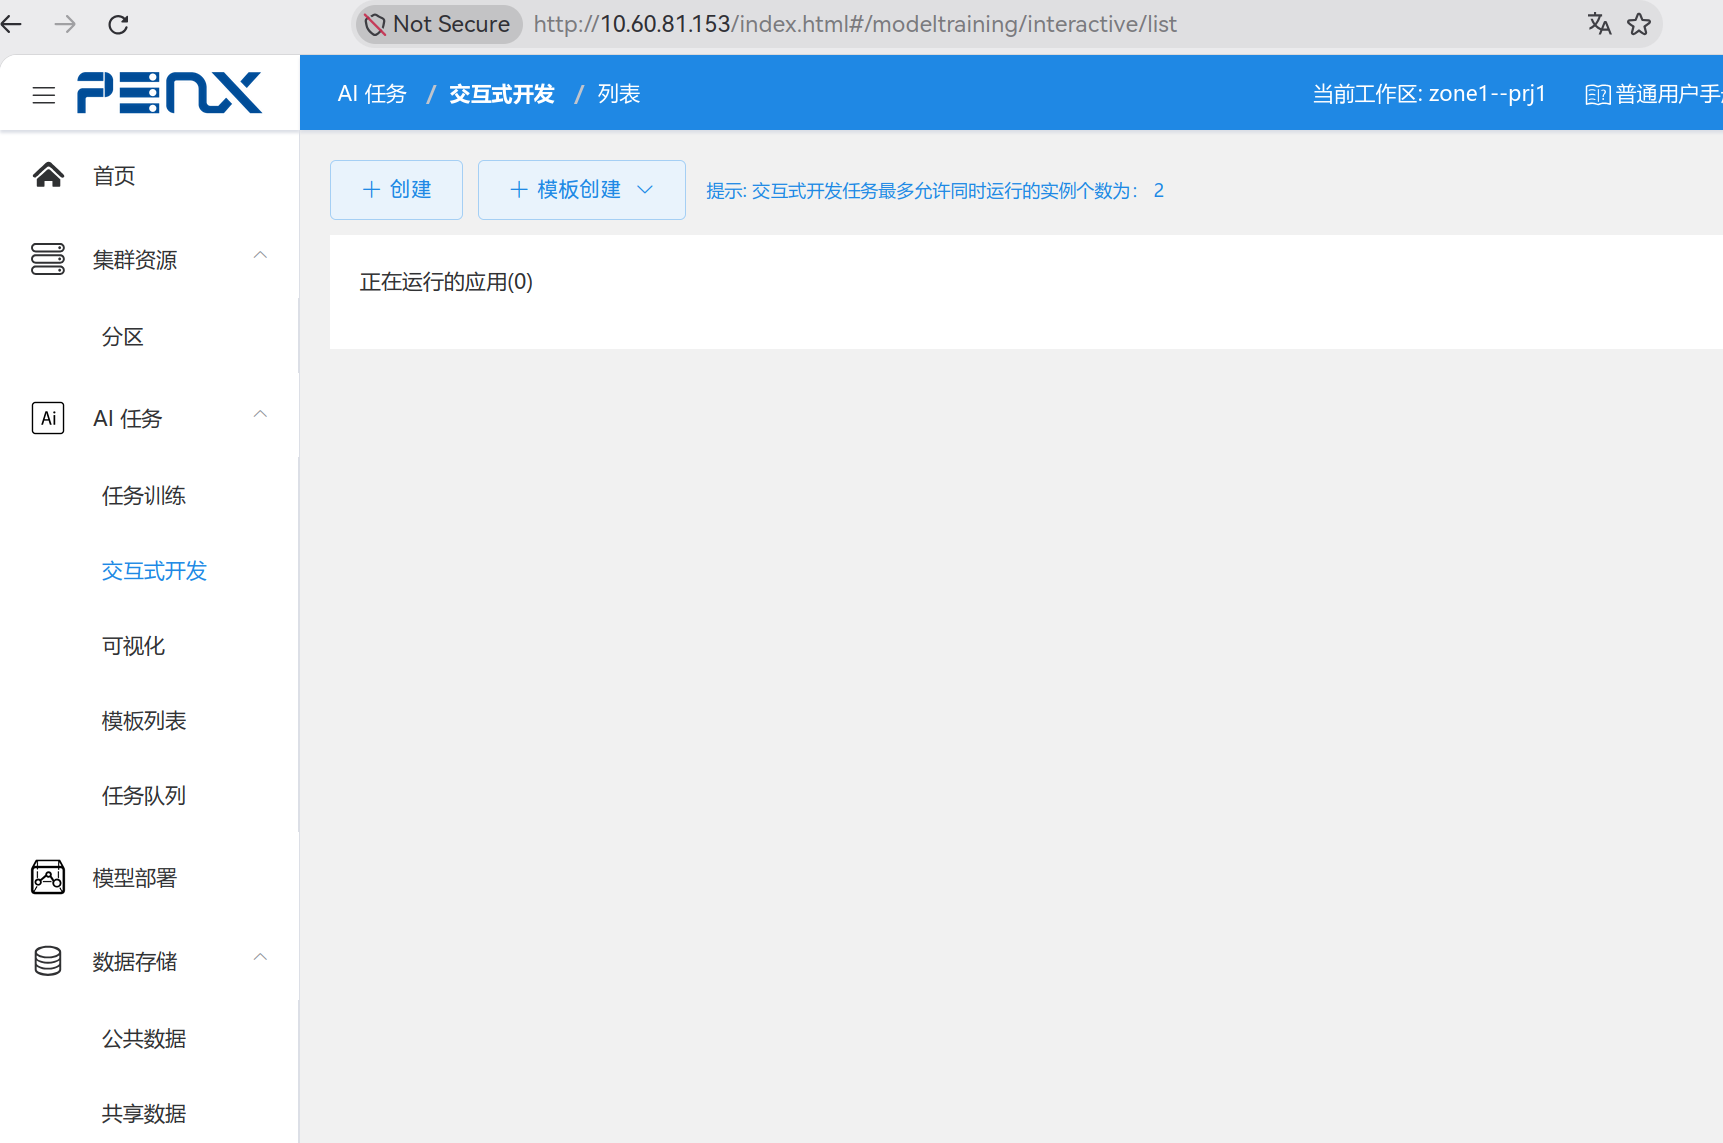 Not Secure http://10.60.81.153/index.html#/modeltraining/interactive/list
PENX
AI 任务 / 交互式开发 / 列表
当前工作区: zone1--prj1
普通用户手
首页
集群资源
分区
Ai AI 任务
任务训练
交互式开发
可视化
模板列表
任务队列
模型部署
数据存储
公共数据
共享数据
创建
模板创建
提示: 交互式开发任务最多允许同时运行的实例个数为: 2
正在运行的应用(0)